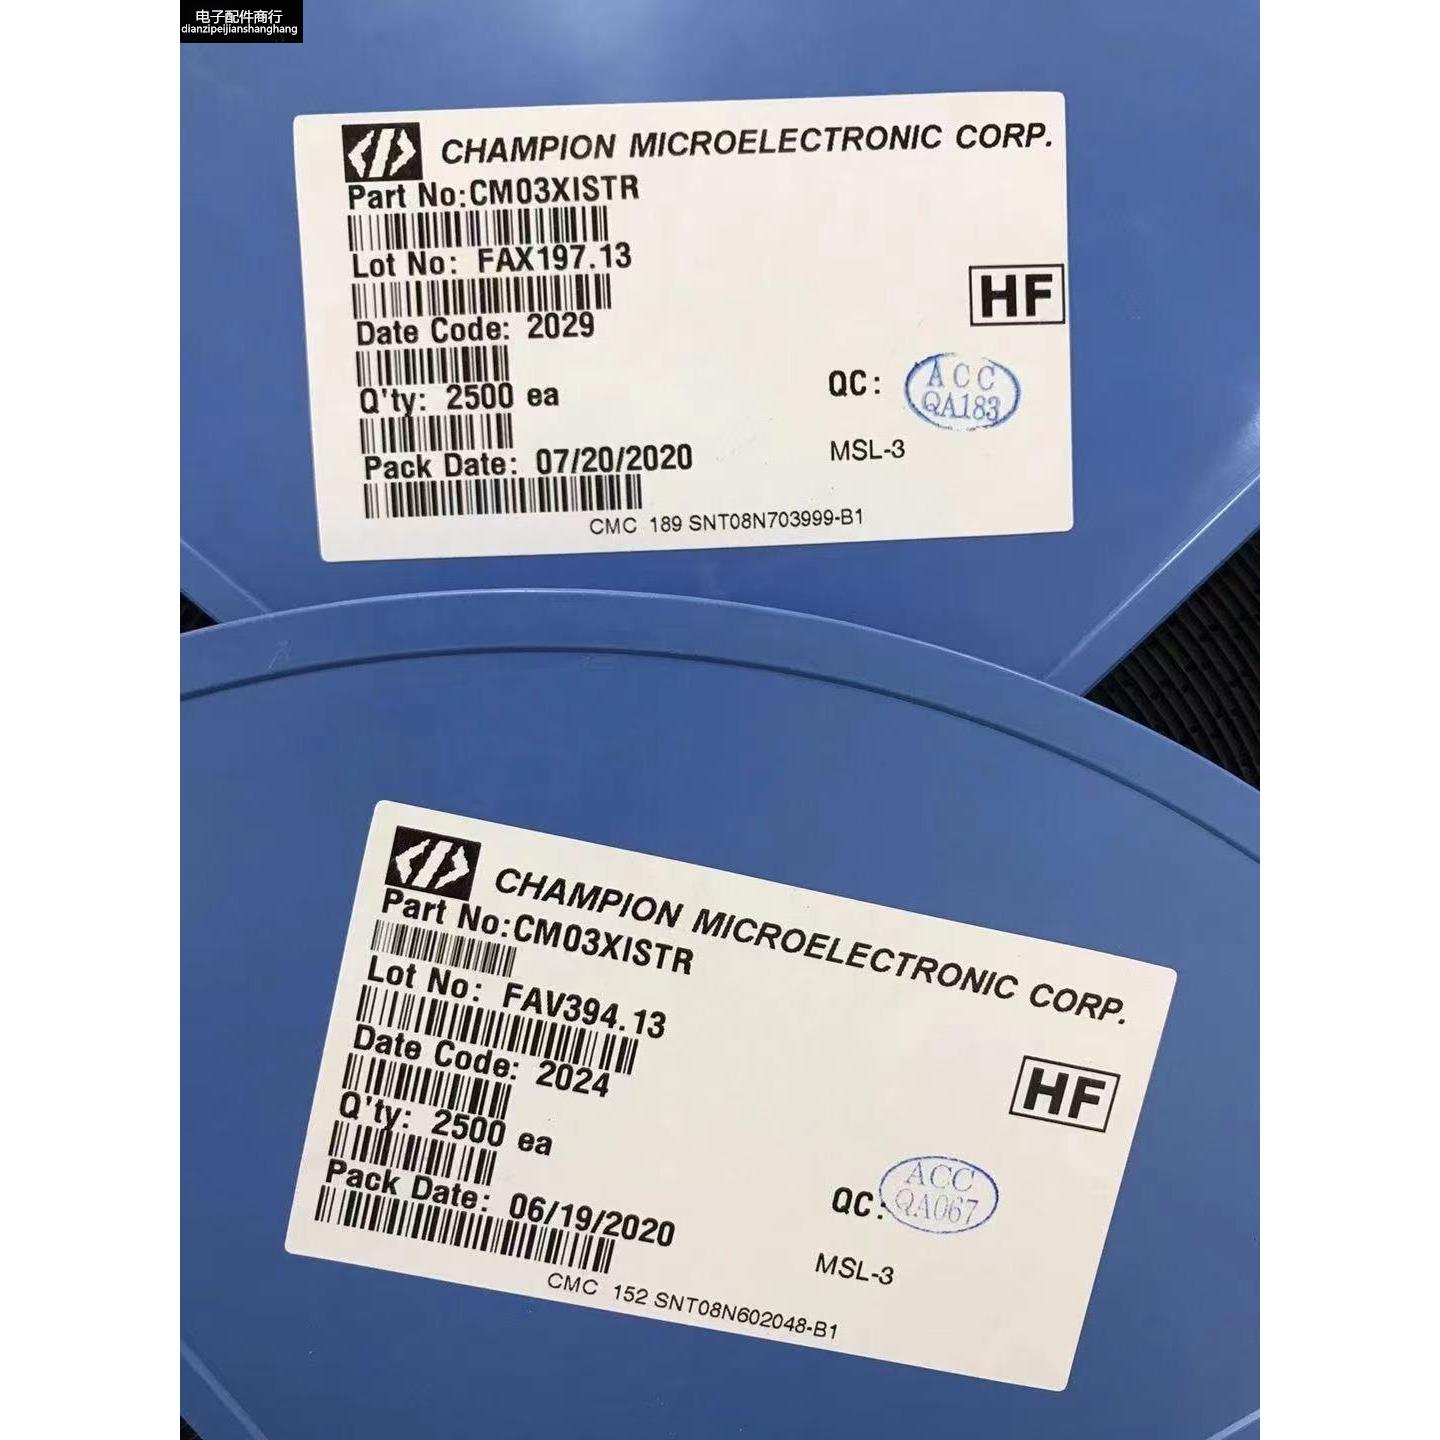 电子配件商行
dianzipeijianshanghang
CHAMPION MICROELECTRONIC CORP.
Part No:CM03XISTR
Lot No: FAX197.13
HF
Date Code: 2029
Q'ty: 2500 ea
QC: ACC
QA183
MSL-3
Pack Date: 07/20/2020
CMC 189 SNT08N703999-B1
CHAMPION MICROELECTRONIC CORP.
Part No:CM03XISTR
Lot No: FAV394.13
Date Code: 2024
HF
Q'ty: 2500 ea
Pack Date: 06/19/2020
QC: ACC
QA067
MSL-3
CMC 152 SNT08N602048-B1